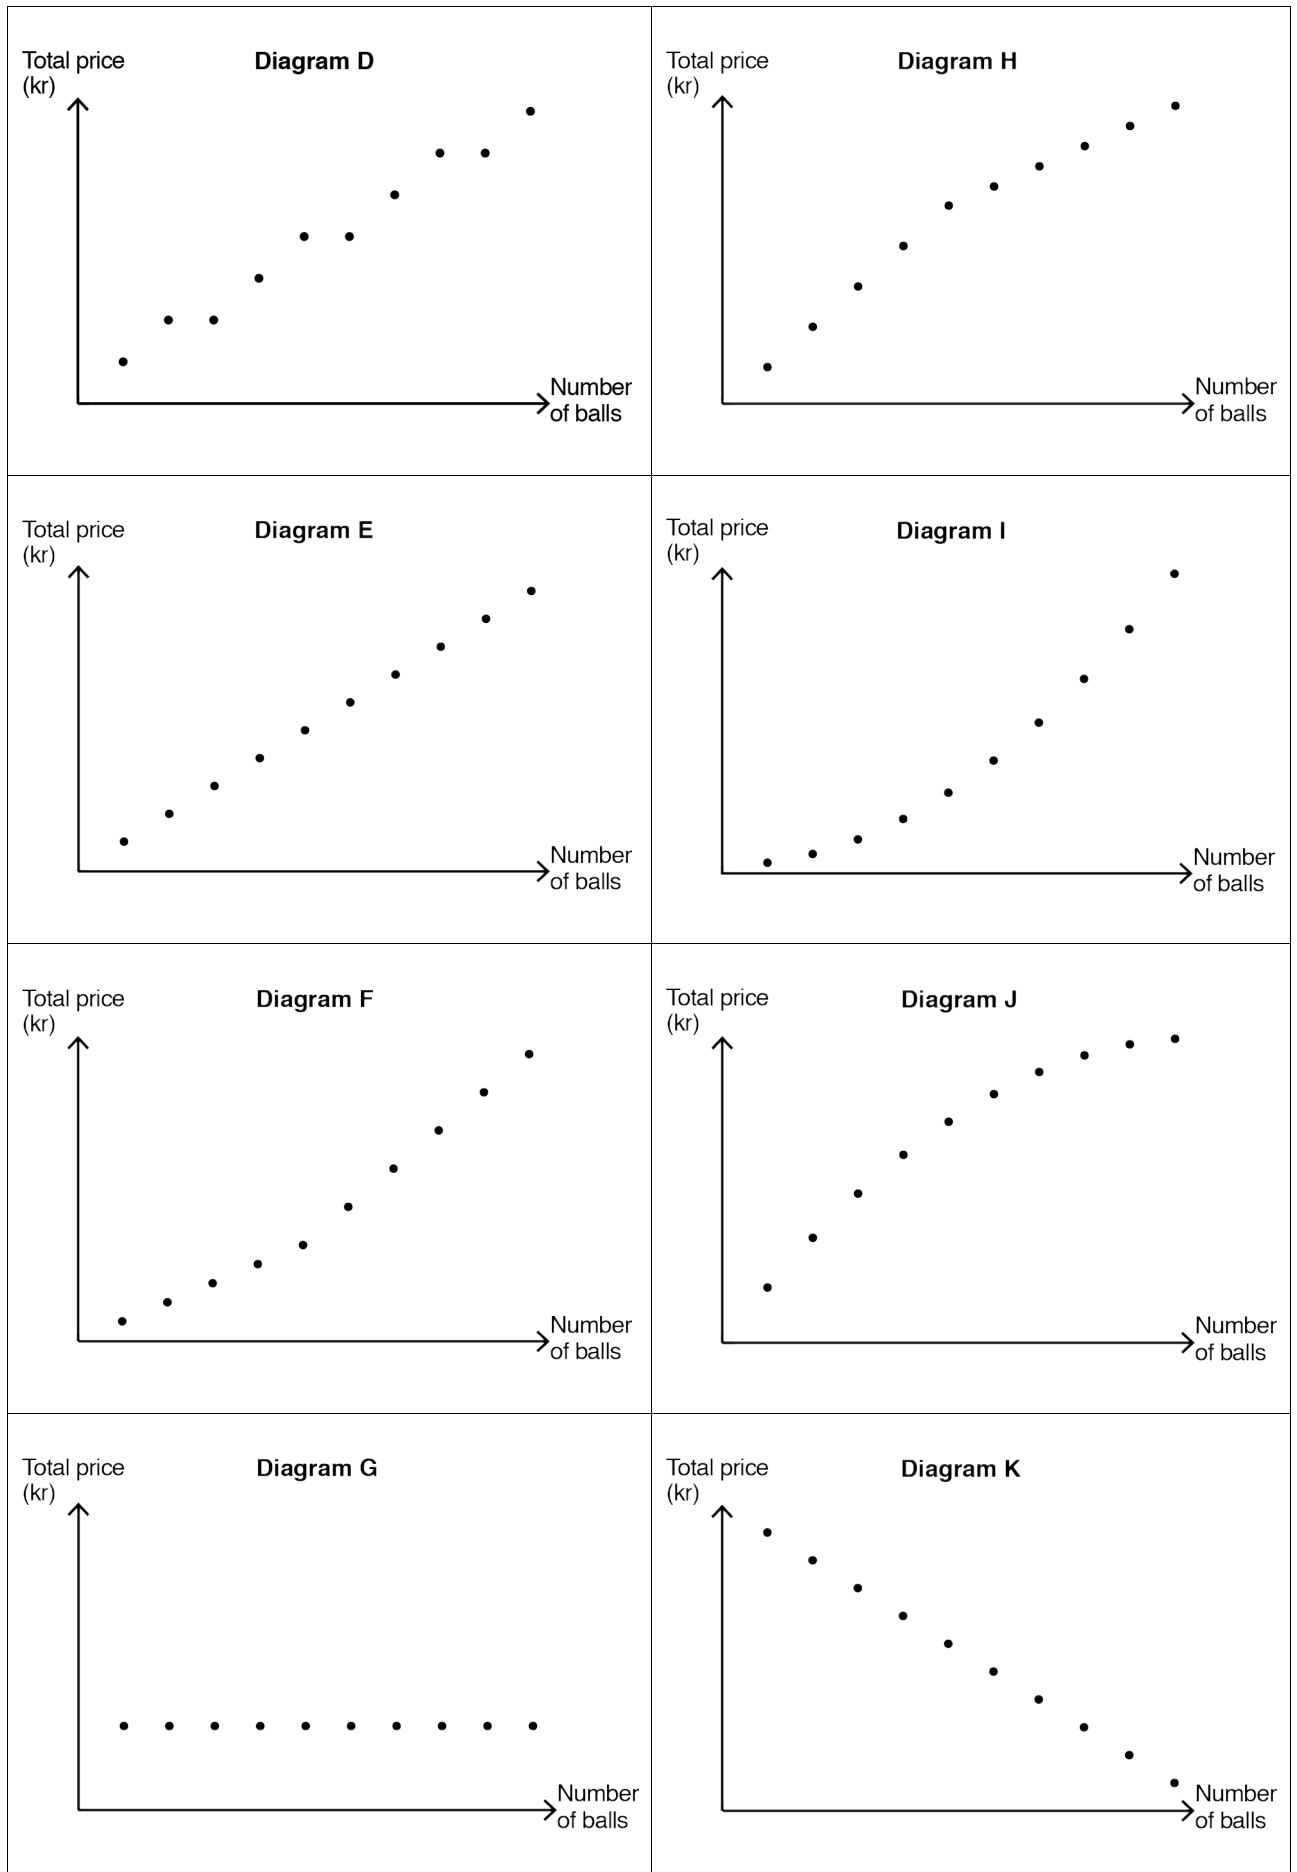 Total price
(kr)
Diagram D
Number
of balls
Total price
(kr)
Diagram H
Number
of balls
Total price
(kr)
Diagram E
Number
of balls
Total price
(kr)
Diagram I
Number
of balls
Total price
(kr)
Diagram F
Number
of balls
Total price
(kr)
Diagram J
Number
of balls
Total price
(kr)
Diagram G
Number
of balls
Total price
(kr)
Diagram K
Number
of balls